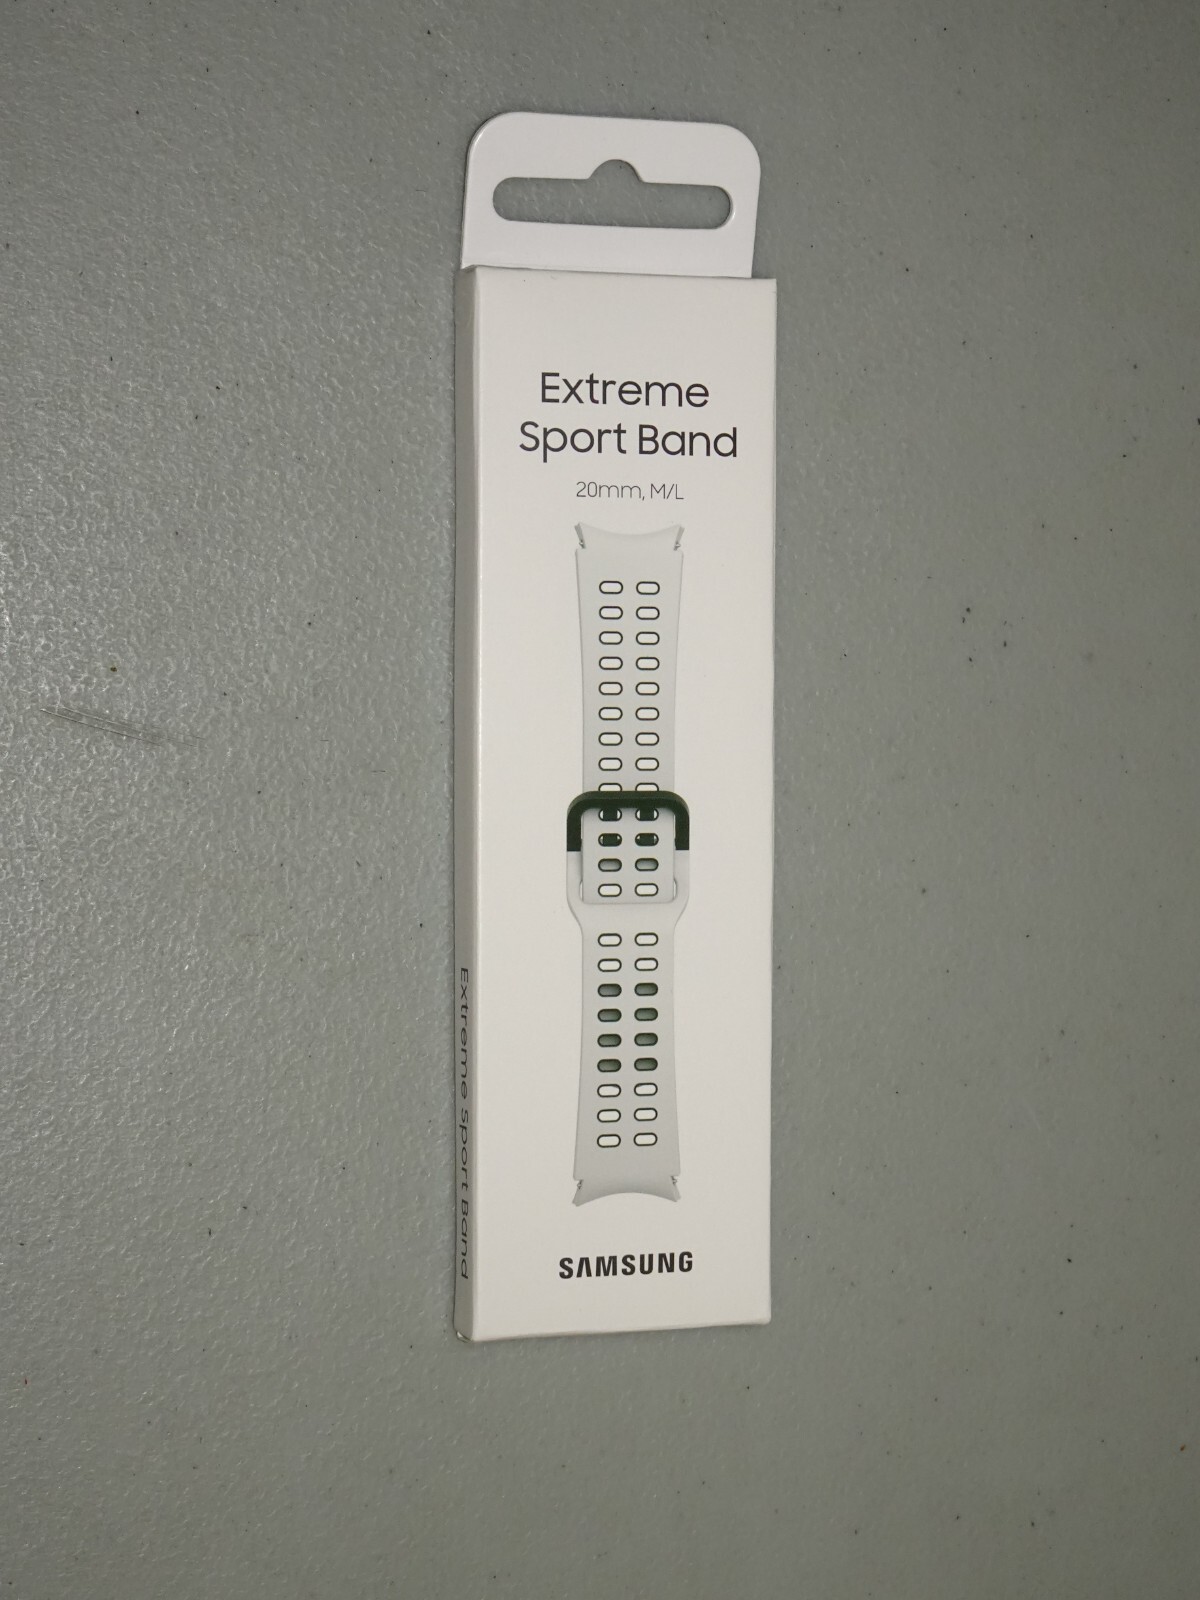 Extreme
Sport Band
20mm, M/L
SAMSUNG
Extreme Sport Band